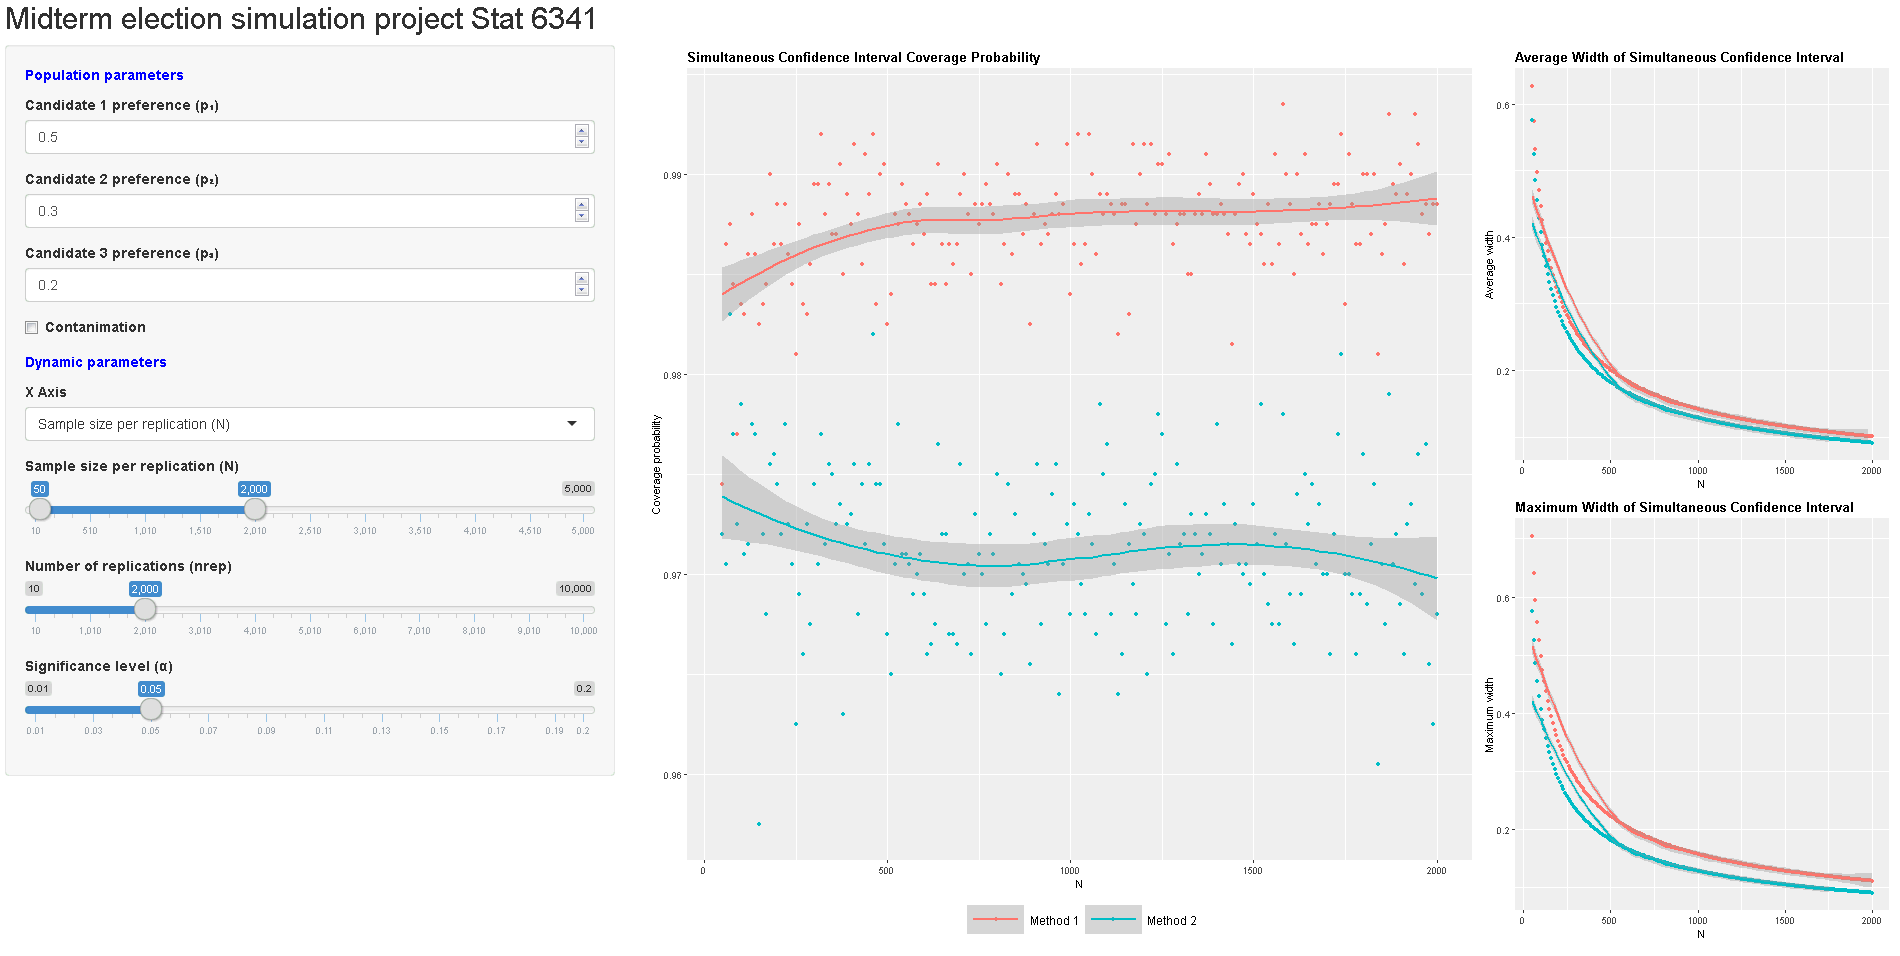 Midterm election simulation project Stat 6341
Population parameters
Candidate 1 preference (p₁)
0.5
Candidate 2 preference (p₂)
0.3
Candidate 3 preference (p₃)
0.2
Contanimation
Dynamic parameters
X Axis
Sample size per replication (N)
Sample size per replication (N)
50 2,000 5,000
10 510 1,010 1,510 2,010 2,510 3,010 3,510 4,010 4,510 5,000
Number of replications (nrep)
10 2,000 10,000
10 1,010 2,010 3,010 4,010 5,010 6,010 7,010 8,010 9,010 10,000
Significance level (α)
0.01 0.05 0.2
0.01 0.03 0.05 0.07 0.09 0.11 0.13 0.15 0.17 0.19 0.2
Simultaneous Confidence Interval Coverage Probability
Coverage probability
0.99
0.98
0.97
0.96
0 500 1000 1500 2000
N
Method 1 Method 2
Average Width of Simultaneous Confidence Interval
Average width
0.6
0.4
0.2
0 500 1000 1500 2000
N
Maximum Width of Simultaneous Confidence Interval
Maximum width
0.6
0.4
0.2
0 500 1000 1500 2000
N